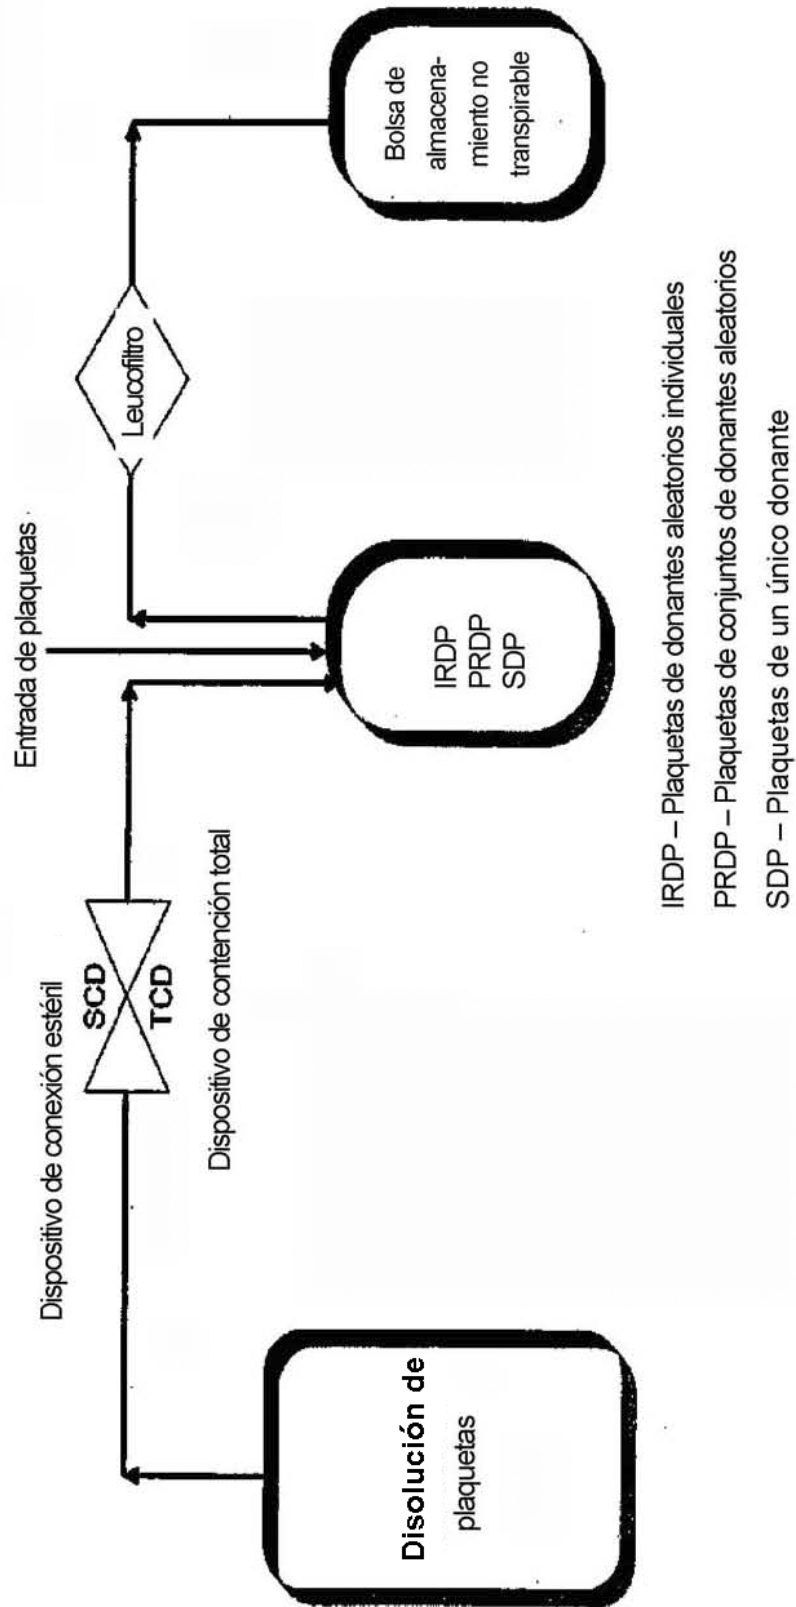 Disolución de
plaquetas
Dispositivo de conexión estéril
SCD
TCD
Dispositivo de contención total
Entrada de plaquetas
IRDP
PRDP
SDP
Leucofiltro
Bolsa de
almacena-
miento no
transpirable
IRDP – Plaquetas de donantes aleatorios individuales
PRDP – Plaquetas de conjuntos de donantes aleatorios
SDP – Plaquetas de un único donante